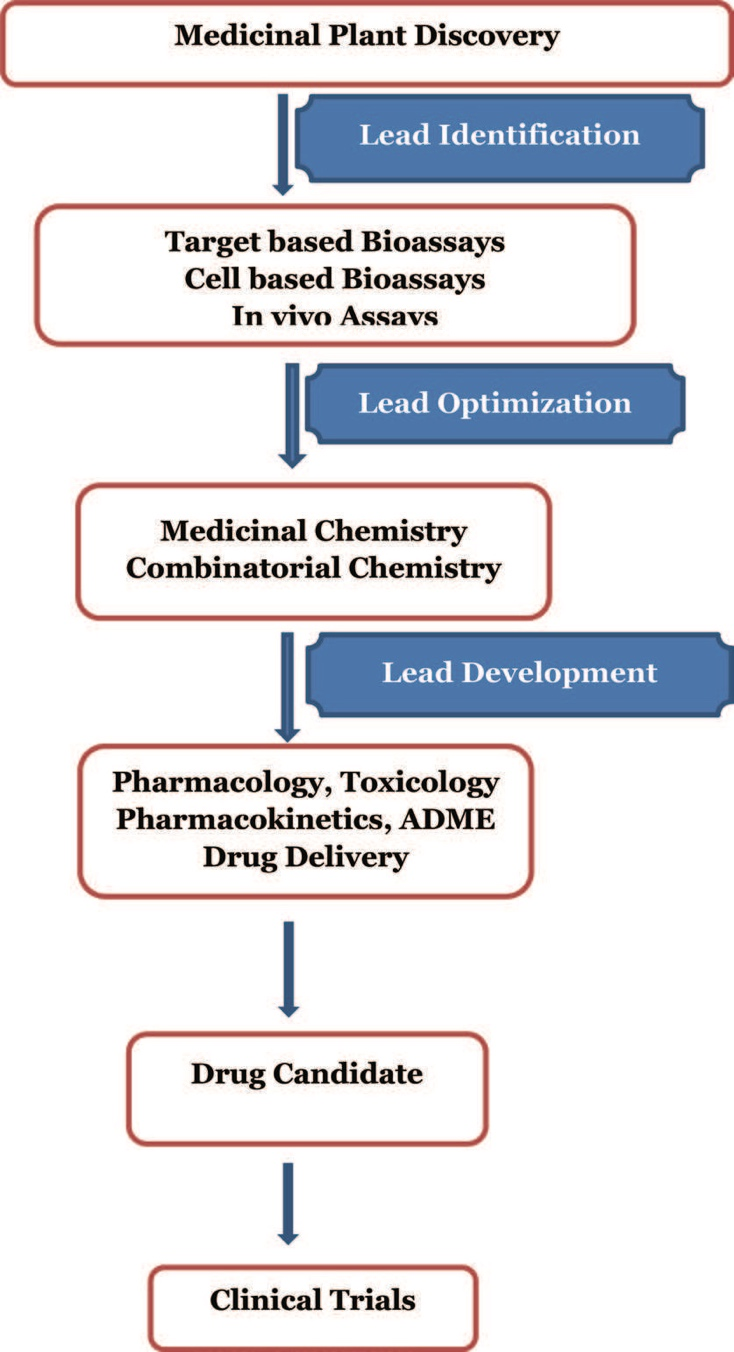 Medicinal Plant Discovery
Lead Identification
Target based Bioassays
Cell based Bioassays
In vivo Assays
Lead Optimization
Medicinal Chemistry
Combinatorial Chemistry
Lead Development
Pharmacology, Toxicology
Pharmacokinetics, ADME
Drug Delivery
Drug Candidate
Clinical Trials